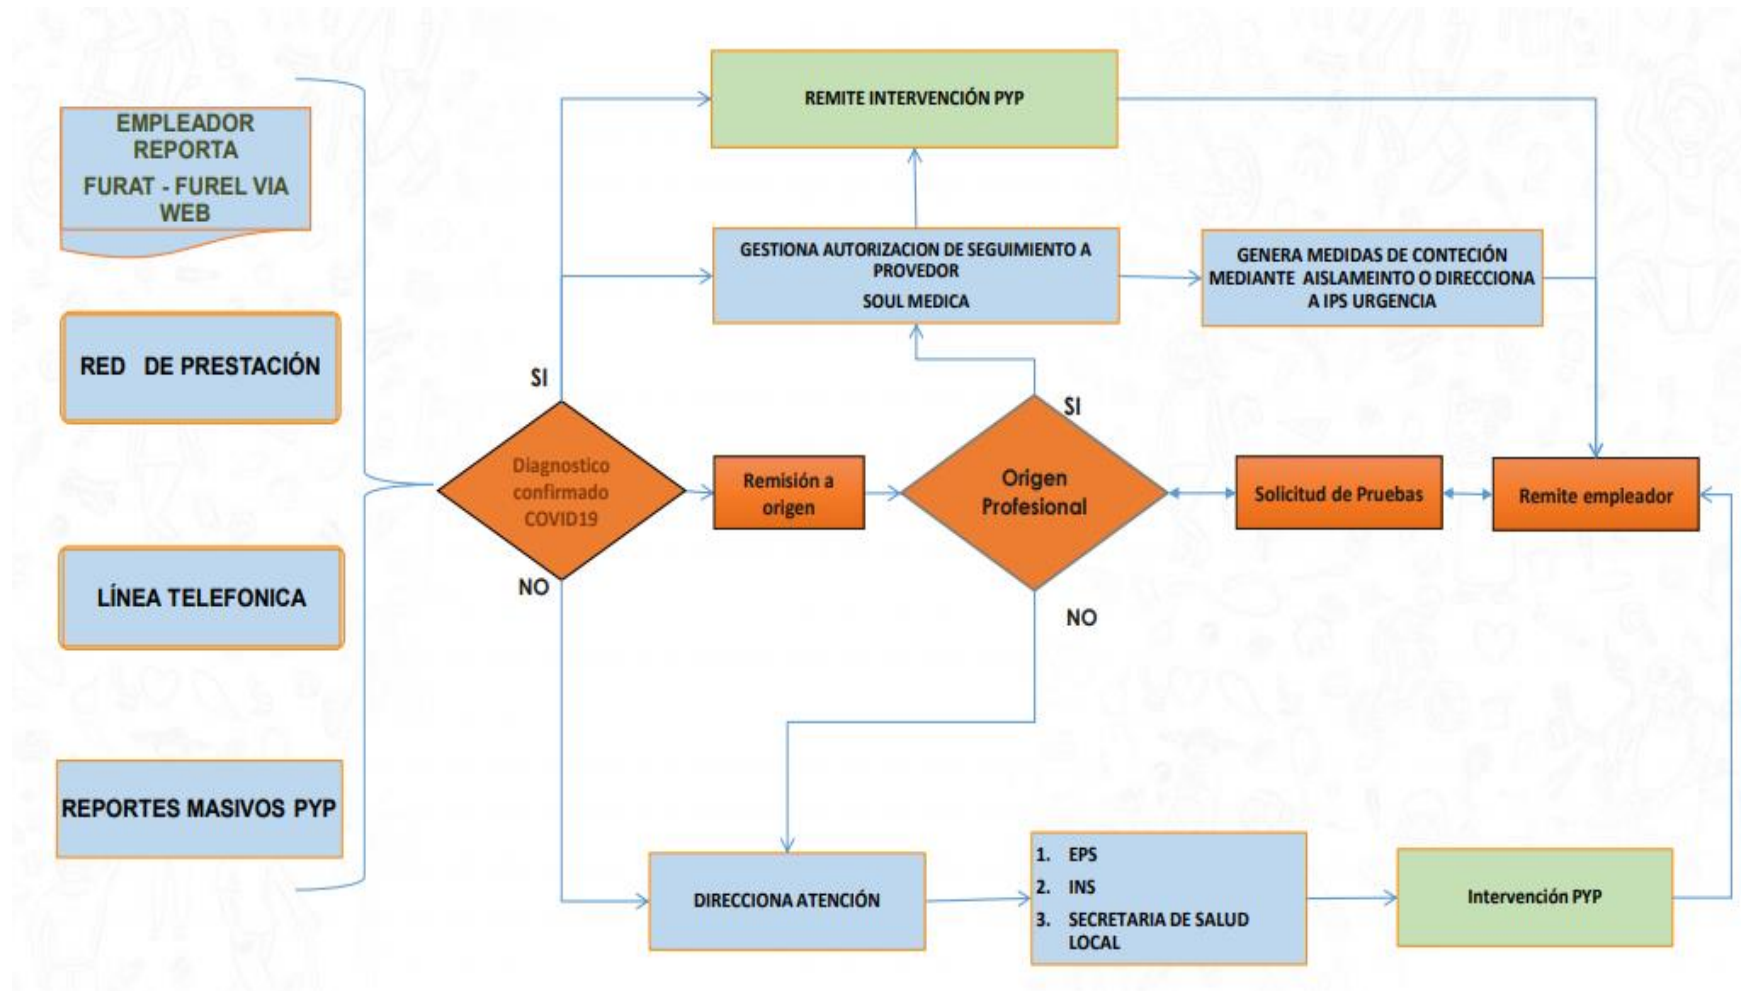 EMPLEADOR
REPORTA
FURAT - FUREL VIA
WEB
RED DE PRESTACIÓN
LÍNEA TELEFONICA
REPORTES MASIVOS PYP
SI
Diagnostico
confirmado
COVID19
NO
REMITE INTERVENCIÓN PYP
GESTIONA AUTORIZACION DE SEGUIMIENTO A
PROVEDOR
SOUL MEDICA
GENERA MEDIDAS DE CONTECIÓN
MEDIANTE AISLAMEINTO O DIRECCIONA
A IPS URGENCIA
Remisión a
origen
SI
Origen
Profesional
NO
Solicitud de Pruebas
Remite empleador
DIRECCIONA ATENCIÓN
1. EPS
2. INS
3. SECRETARIA DE SALUD
LOCAL
Intervención PYP